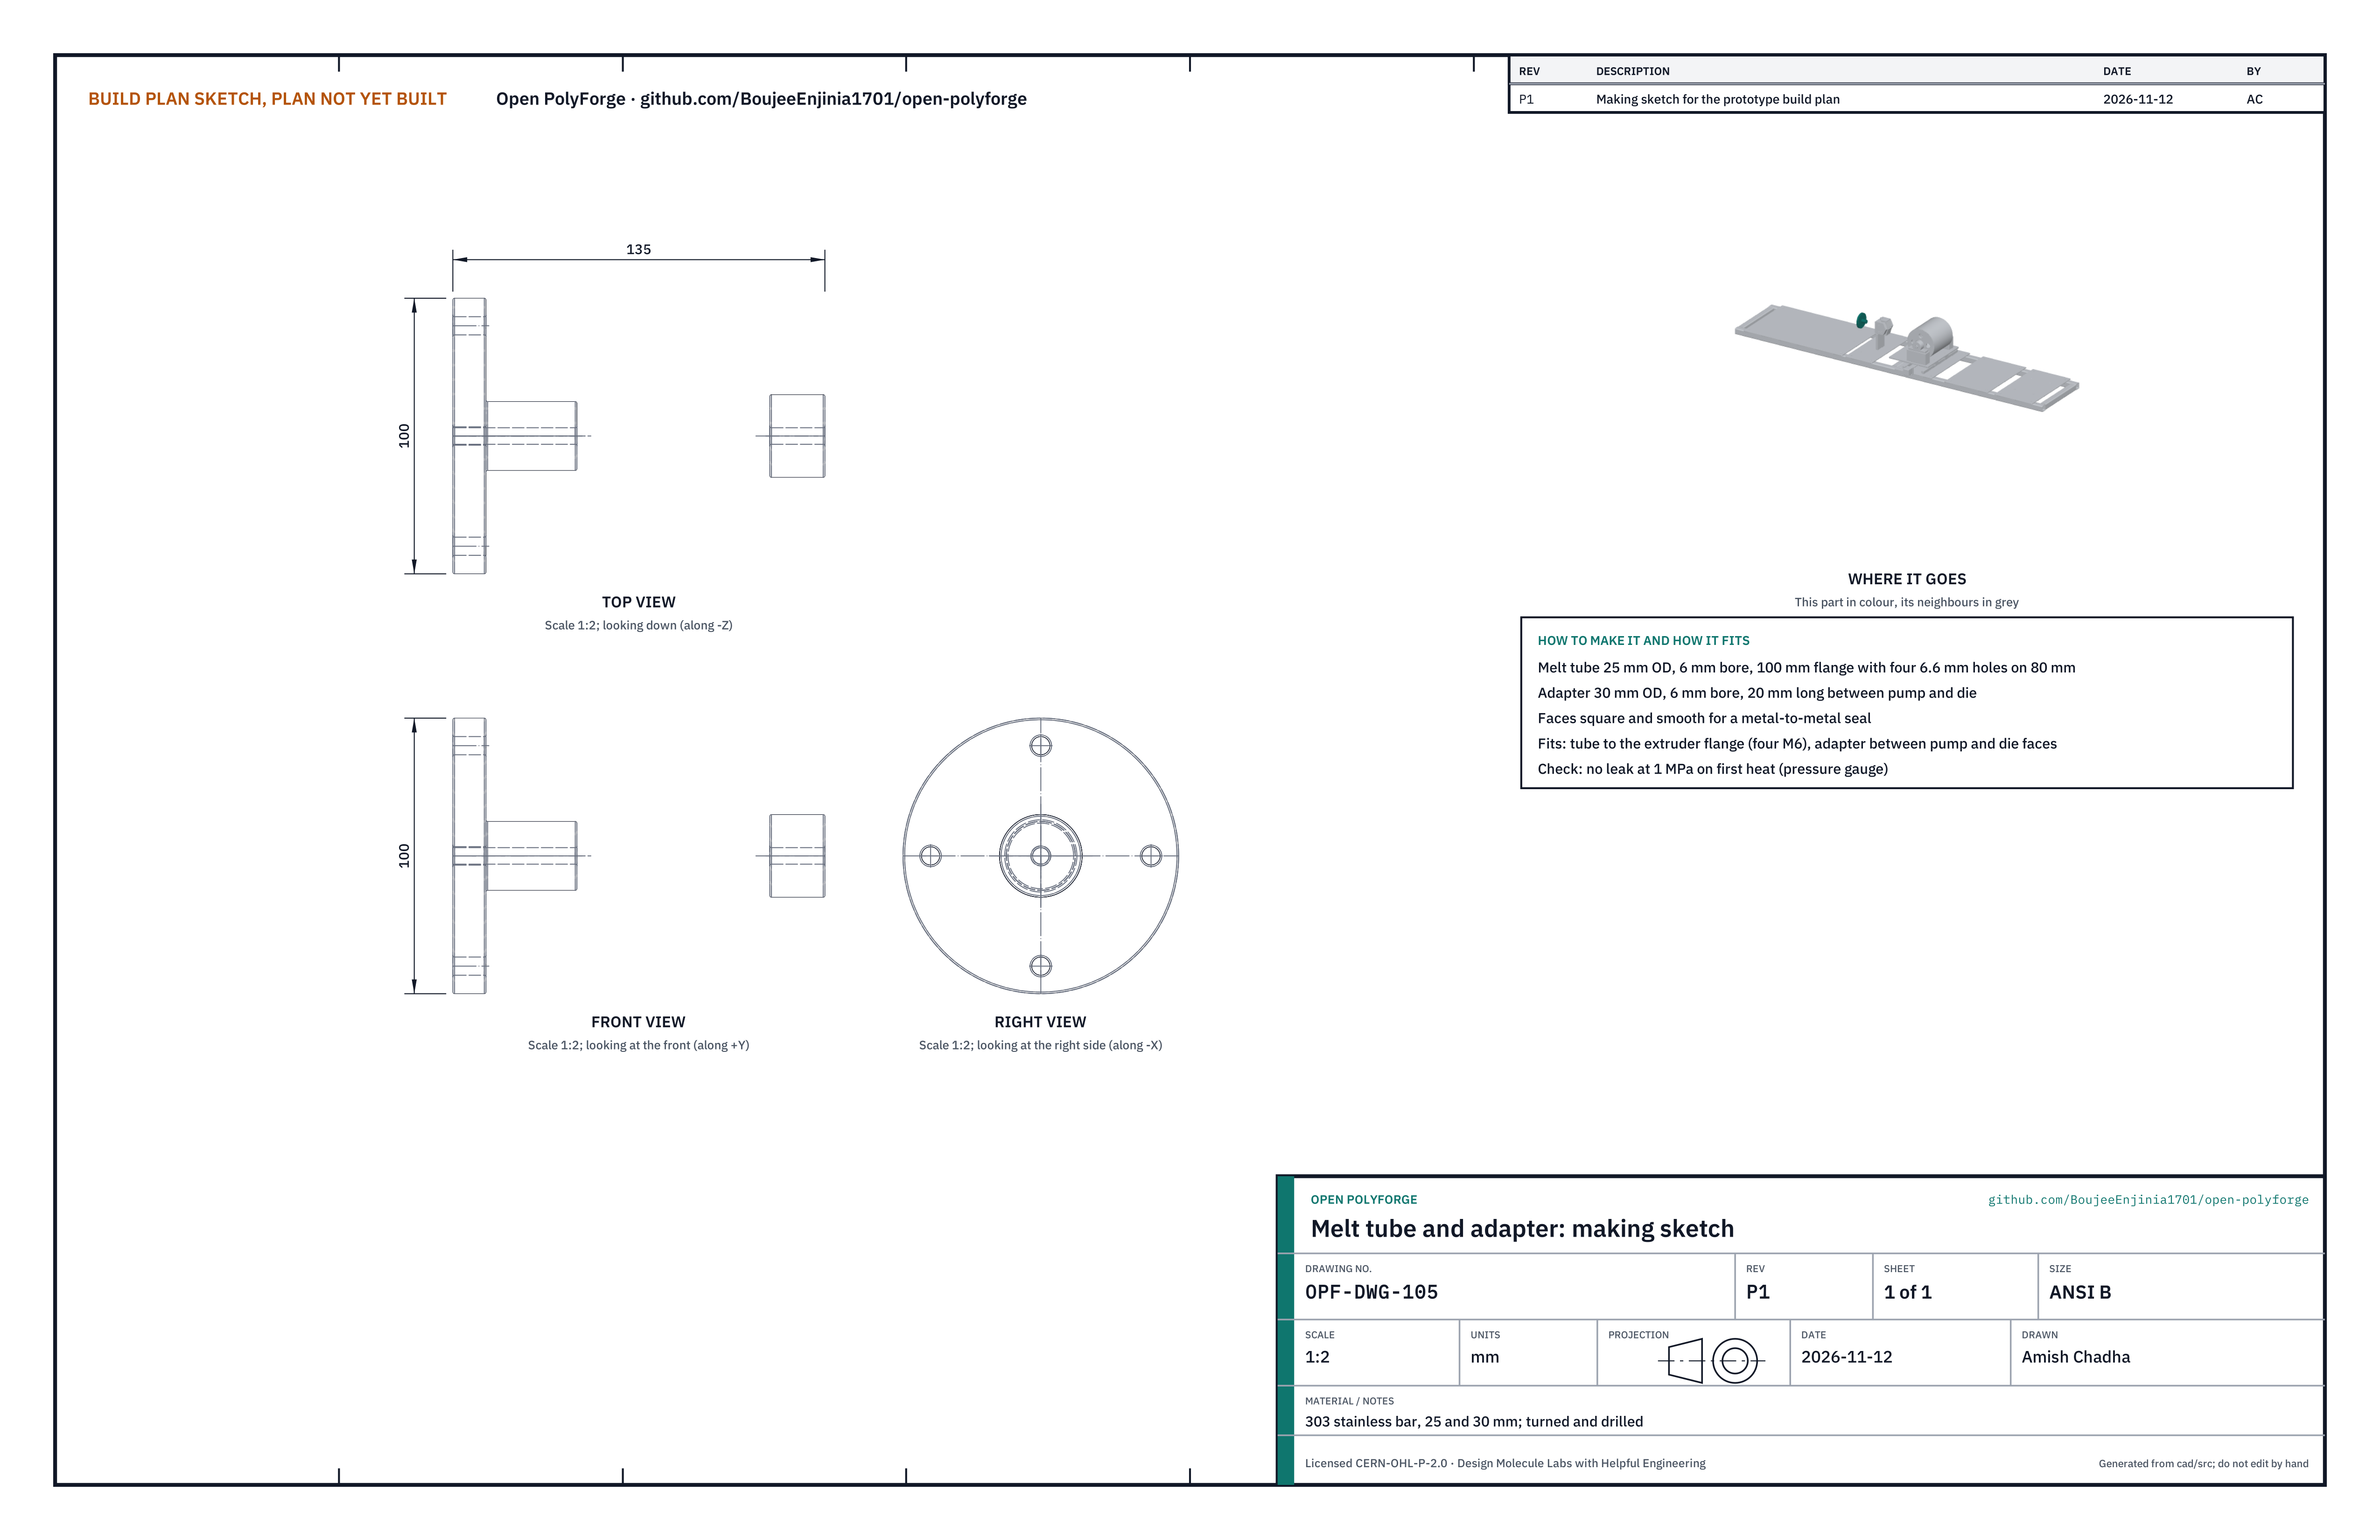 BUILD PLAN SKETCH, PLAN NOT YET BUILT
Open PolyForge · github.com/BoujeeEnjinia1701/open-polyforge
REV DESCRIPTION DATE BY
P1 Making sketch for the prototype build plan 2026-11-12 AC
135
100
TOP VIEW
Scale 1:2; looking down (along -Z)
WHERE IT GOES
This part in colour, its neighbours in grey
HOW TO MAKE IT AND HOW IT FITS
Melt tube 25 mm OD, 6 mm bore, 100 mm flange with four 6.6 mm holes on 80 mm
Adapter 30 mm OD, 6 mm bore, 20 mm long between pump and die
Faces square and smooth for a metal-to-metal seal
Fits: tube to the extruder flange (four M6), adapter between pump and die faces
Check: no leak at 1 MPa on first heat (pressure gauge)
100
FRONT VIEW
Scale 1:2; looking at the front (along +Y)
RIGHT VIEW
Scale 1:2; looking at the right side (along -X)
OPEN POLYFORGE
github.com/BoujeeEnjinia1701/open-polyforge
Melt tube and adapter: making sketch
DRAWING NO. REV SHEET SIZE
OPF-DWG-105 P1 1 of 1 ANSI B
SCALE UNITS PROJECTION DATE DRAWN
1:2 mm 2026-11-12 Amish Chadha
MATERIAL / NOTES
303 stainless bar, 25 and 30 mm; turned and drilled
Licensed CERN-OHL-P-2.0 · Design Molecule Labs with Helpful Engineering
Generated from cad/src; do not edit by hand